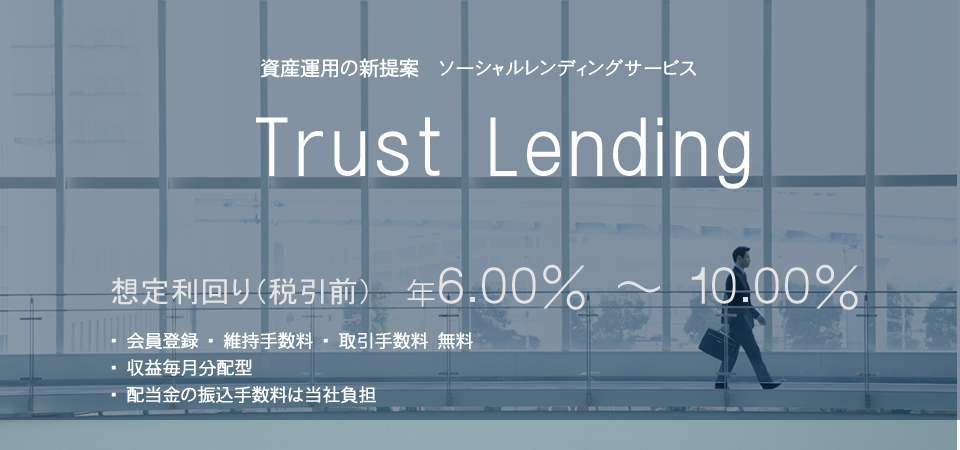 資産運用の新提案　ソーシャルレンディングサービス
Trust Lending
想定利回り（税引前）　年6.00％ ～ 10.00％
・ 会員登録 ・ 維持手数料 ・ 取引手数料 無料
・ 収益毎月分配型
・ 配当金の振込手数料は当社負担